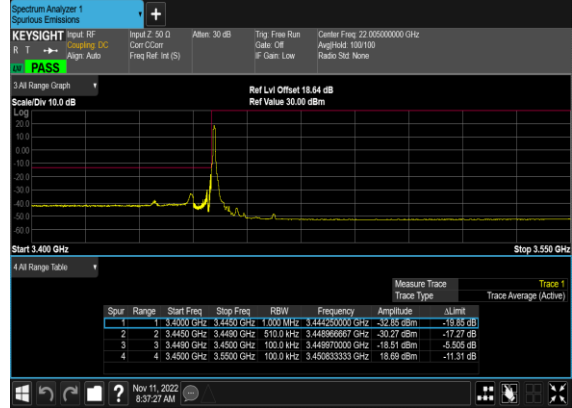 Spectrum Analyzer 1
Spurious Emissions
+
KEYSIGHT Input: RF Input Z: 50 Ω Atten: 30 dB Trig: Free Run Center Freq: 22.005000000 GHz
R T Coupling: DC Corr CCorr Gate: Off Avg|Hold: 100/100
Align: Auto Freq Ref: Int (S) IF Gain: Low Radio Std: None
LW PASS
3 All Range Graph
Ref Lvl Offset 18.64 dB
Scale/Div 10.0 dB Ref Value 30.00 dBm
Log
20.0
10.0
0.00
-10.0
-20.0
-30.0
-40.0
-50.0
-60.0
Start 3.400 GHz Stop 3.550 GHz
4 All Range Table
Measure Trace Trace 1
Trace Type Trace Average (Active)
Spur Range Start Freq Stop Freq RBW Frequency Amplitude ΔLimit
1 1 3.4000 GHz 3.4450 GHz 1.000 MHz 3.444250000 GHz -32.85 dBm -19.85 dB
2 2 3.4450 GHz 3.4490 GHz 510.0 kHz 3.448966667 GHz -30.27 dBm -17.27 dB
3 3 3.4490 GHz 3.4500 GHz 100.0 kHz 3.449970000 GHz -18.51 dBm -5.505 dB
4 4 3.4500 GHz 3.5500 GHz 100.0 kHz 3.450833333 GHz 18.69 dBm -11.31 dB
? Nov 11, 2022
8:37:27 AM